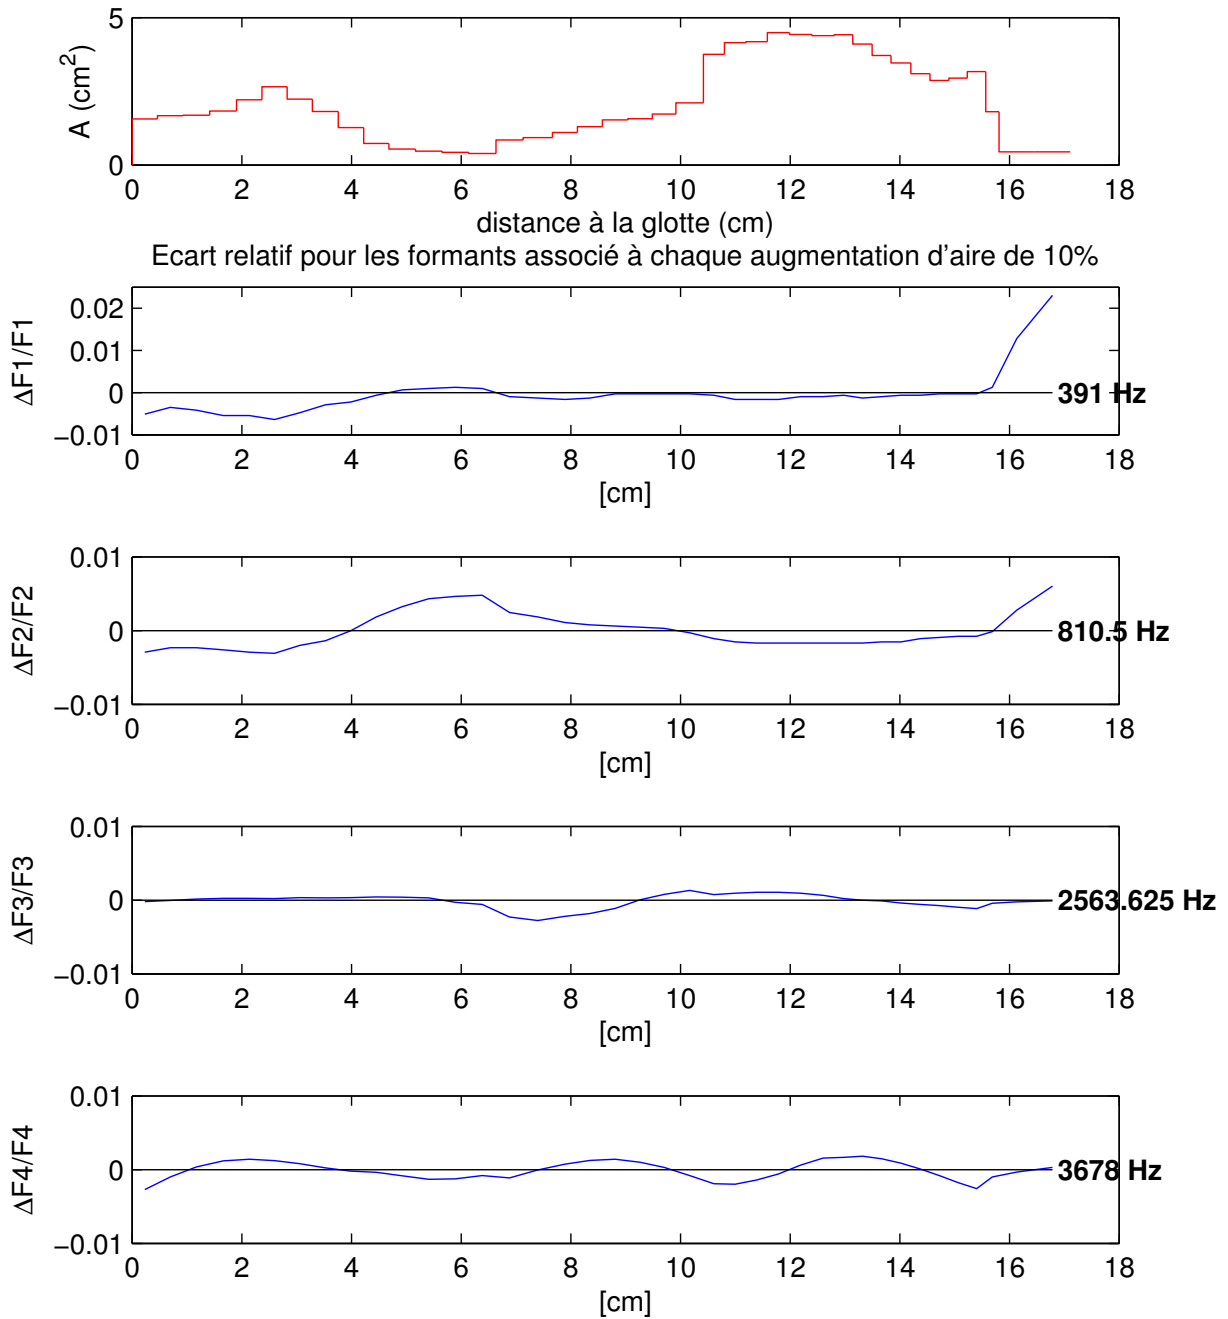 5
0
A (cm2)
0 2 4 6 8 10 12 14 16 18
distance à la glotte (cm)
Ecart relatif pour les formants associé à chaque augmentation d'aire de 10%
0.02
0.01
0
−0.01
ΔF1/F1
391 Hz
0 2 4 6 8 10 12 14 16 18
[cm]
0.01
0
−0.01
ΔF2/F2
810.5 Hz
0 2 4 6 8 10 12 14 16 18
[cm]
0.01
0
−0.01
ΔF3/F3
2563.625 Hz
0 2 4 6 8 10 12 14 16 18
[cm]
0.01
0
−0.01
ΔF4/F4
3678 Hz
0 2 4 6 8 10 12 14 16 18
[cm]